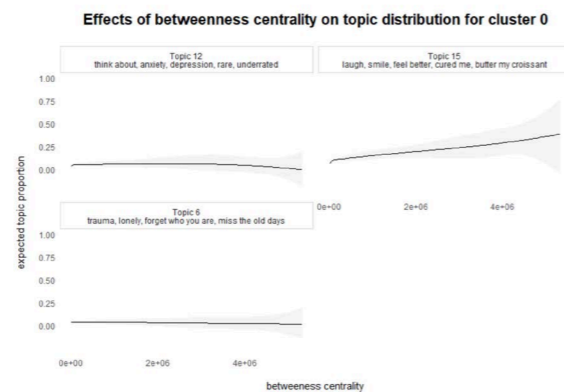 Effects of betweenness centrality on topic distribution for cluster 0
Topic 12
think about, anxiety, depression, rare, underrated
Topic 15
laugh, smile, feel better, cured me, butter my croissant
1.00
0.75
0.50
0.25
0.00
0e+00 2e+06 4e+06
Topic 6
trauma, lonely, forget who you are, miss the old days
expected topic proportion
1.00
0.75
0.50
0.25
0.00
0e+00 2e+06 4e+06
betweeness centrality